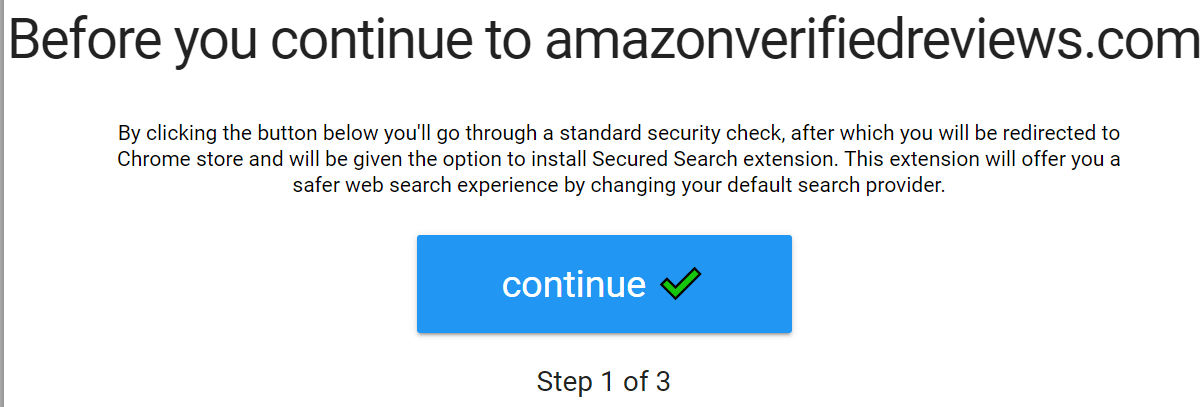 Before you continue to amazonverifiedreviews.com
By clicking the button below you'll go through a standard security check, after which you will be redirected to
Chrome store and will be given the option to install Secured Search extension. This extension will offer you a
safer web search experience by changing your default search provider.
continue
Step 1 of 3